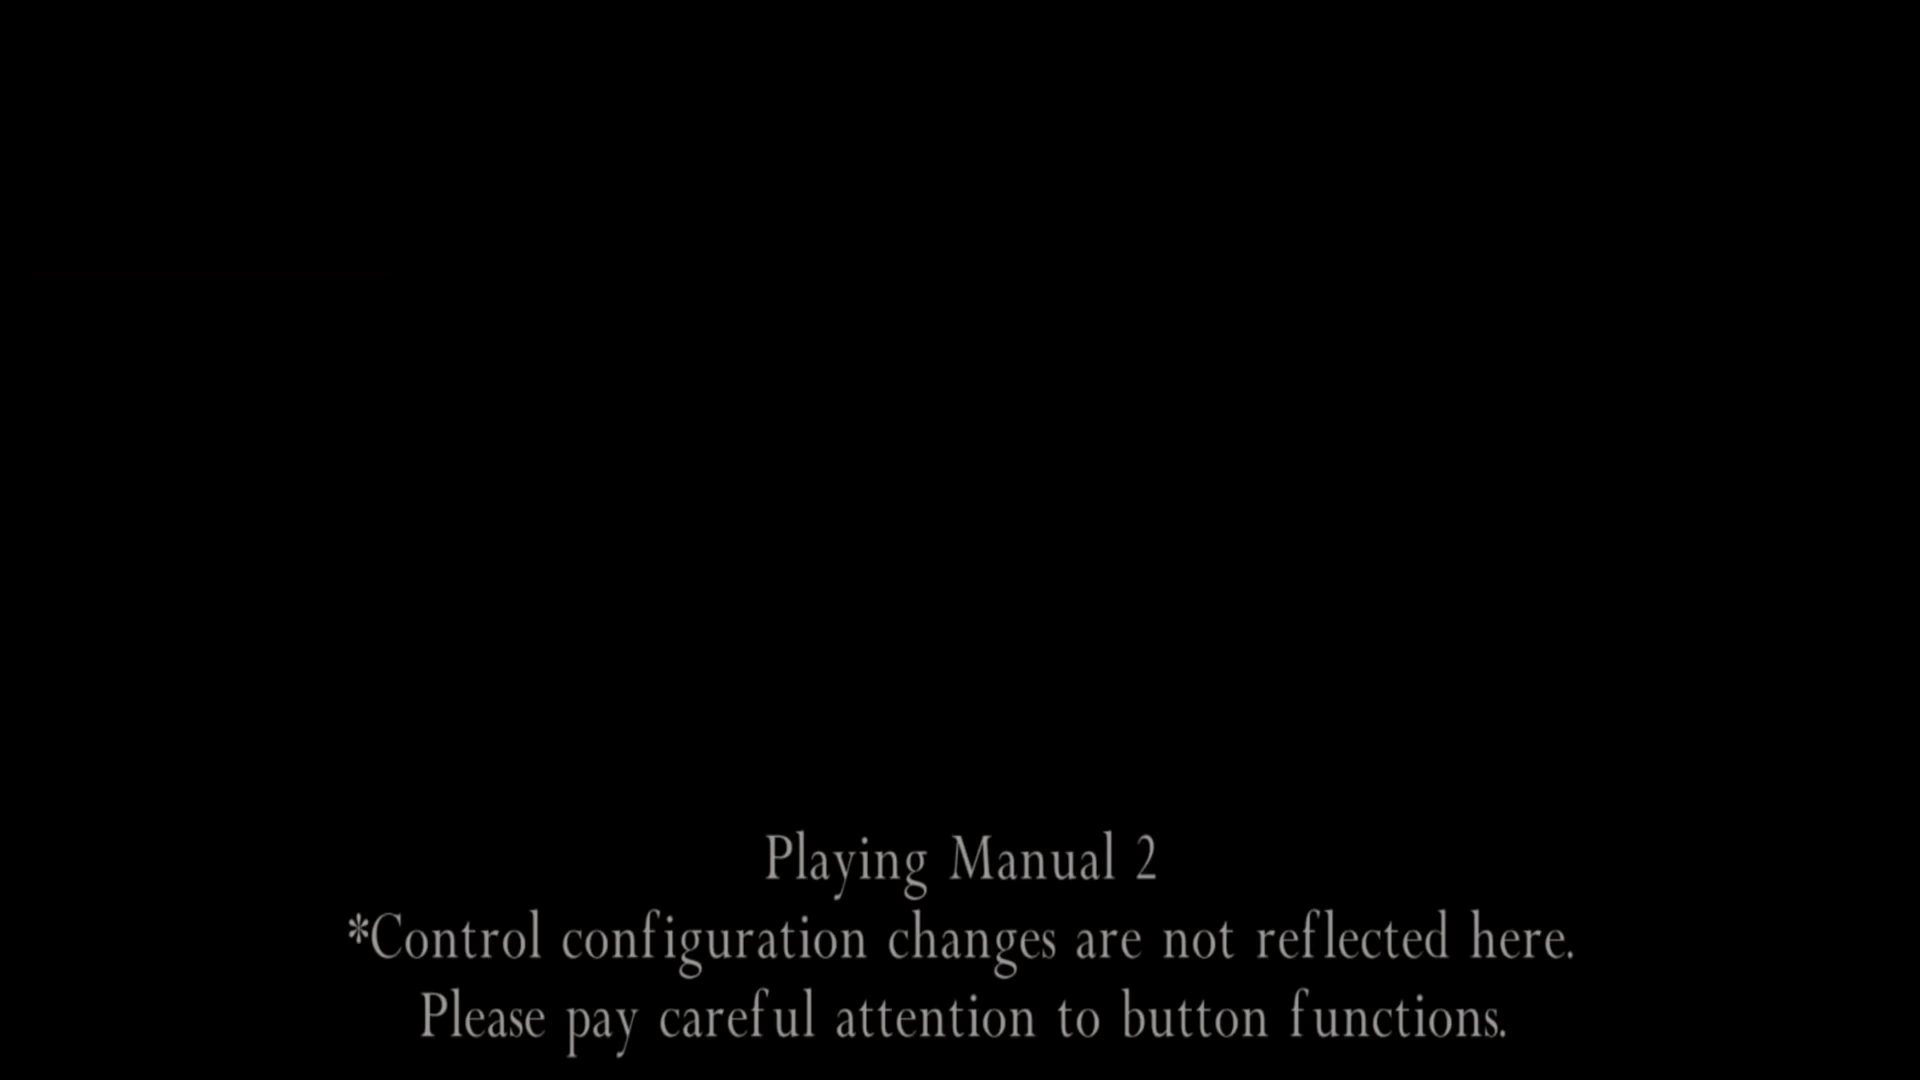 Playing Manual 2
*Control configuration changes are not reflected here.
Please pay careful attention to button functions.